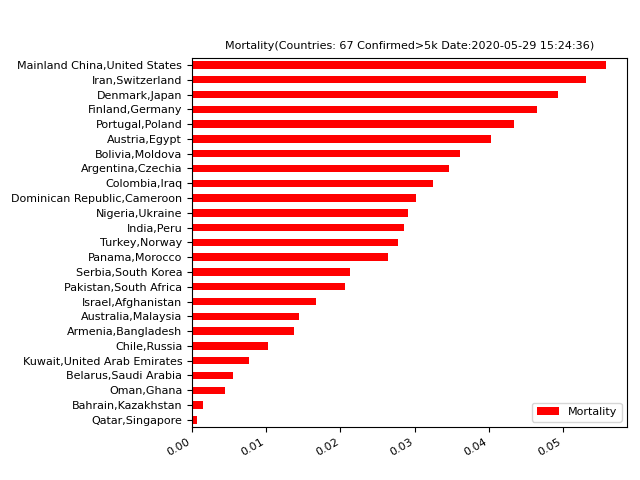 Mortality(Countries: 67 Confirmed>5k Date:2020-05-29 15:24:36)
Mainland China,United States
Iran,Switzerland
Denmark,Japan
Finland,Germany
Portugal,Poland
Austria,Egypt
Bolivia,Moldova
Argentina,Czechia
Colombia,Iraq
Dominican Republic,Cameroon
Nigeria,Ukraine
India,Peru
Turkey,Norway
Panama,Morocco
Serbia,South Korea
Pakistan,South Africa
Israel,Afghanistan
Australia,Malaysia
Armenia,Bangladesh
Chile,Russia
Kuwait,United Arab Emirates
Belarus,Saudi Arabia
Oman,Ghana
Bahrain,Kazakhstan
Qatar,Singapore
Mortality
0.00 0.01 0.02 0.03 0.04 0.05